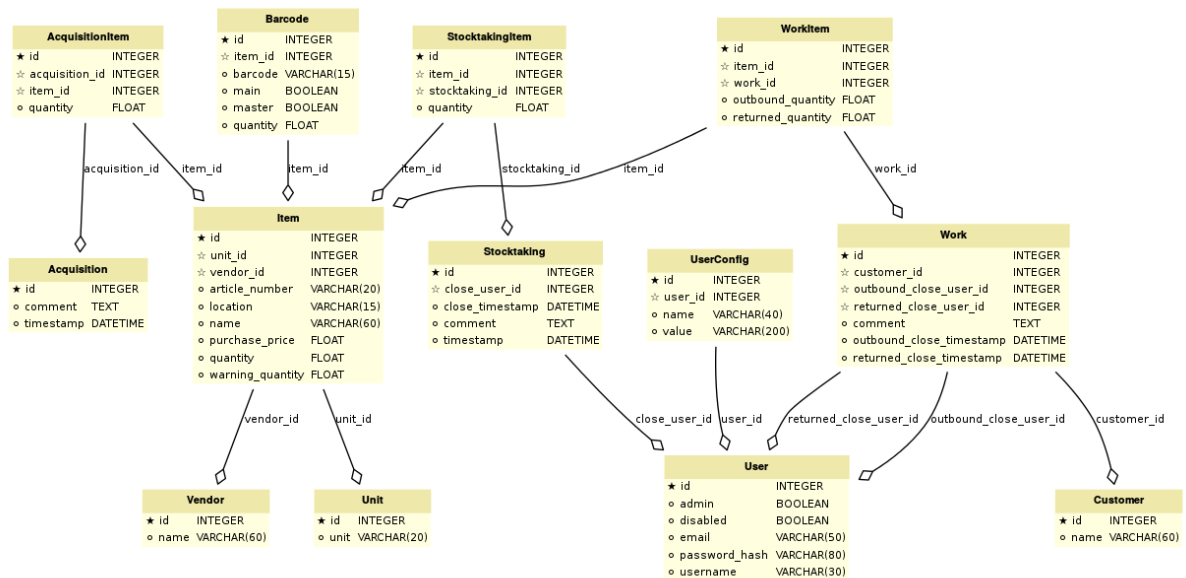 AcquisitionItem
★ id INTEGER
☆ acquisition_id INTEGER
☆ item_id INTEGER
o quantity FLOAT
Barcode
★ id INTEGER
☆ item_id INTEGER
o barcode VARCHAR(15)
o main BOOLEAN
o master BOOLEAN
o quantity FLOAT
StocktakingItem
★ id INTEGER
☆ item_id INTEGER
☆ stocktaking_id INTEGER
o quantity FLOAT
WorkItem
★ id INTEGER
☆ item_id INTEGER
☆ work_id INTEGER
o outbound_quantity FLOAT
o returned_quantity FLOAT
acquisition_id
item_id
item_id
item_id
stocktaking_id
item_id
work_id
Acquisition
★ id INTEGER
o comment TEXT
o timestamp DATETIME
Item
★ id INTEGER
☆ unit_id INTEGER
☆ vendor_id INTEGER
o article_number VARCHAR(20)
o location VARCHAR(15)
o name VARCHAR(60)
o purchase_price FLOAT
o quantity FLOAT
o warning_quantity FLOAT
Stocktaking
★ id INTEGER
☆ close_user_id INTEGER
o close_timestamp DATETIME
o comment TEXT
o timestamp DATETIME
UserConfig
★ id INTEGER
☆ user_id INTEGER
o name VARCHAR(40)
o value VARCHAR(200)
Work
★ id INTEGER
☆ customer_id INTEGER
☆ outbound_close_user_id INTEGER
☆ returned_close_user_id INTEGER
o comment TEXT
o outbound_close_timestamp DATETIME
o returned_close_timestamp DATETIME
vendor_id
unit_id
close_user_id
user_id
returned_close_user_id
outbound_close_user_id
customer_id
Vendor
★ id INTEGER
o name VARCHAR(60)
Unit
★ id INTEGER
o unit VARCHAR(20)
User
★ id INTEGER
o admin BOOLEAN
o disabled BOOLEAN
o email VARCHAR(50)
o password_hash VARCHAR(80)
o username VARCHAR(30)
Customer
★ id INTEGER
o name VARCHAR(60)